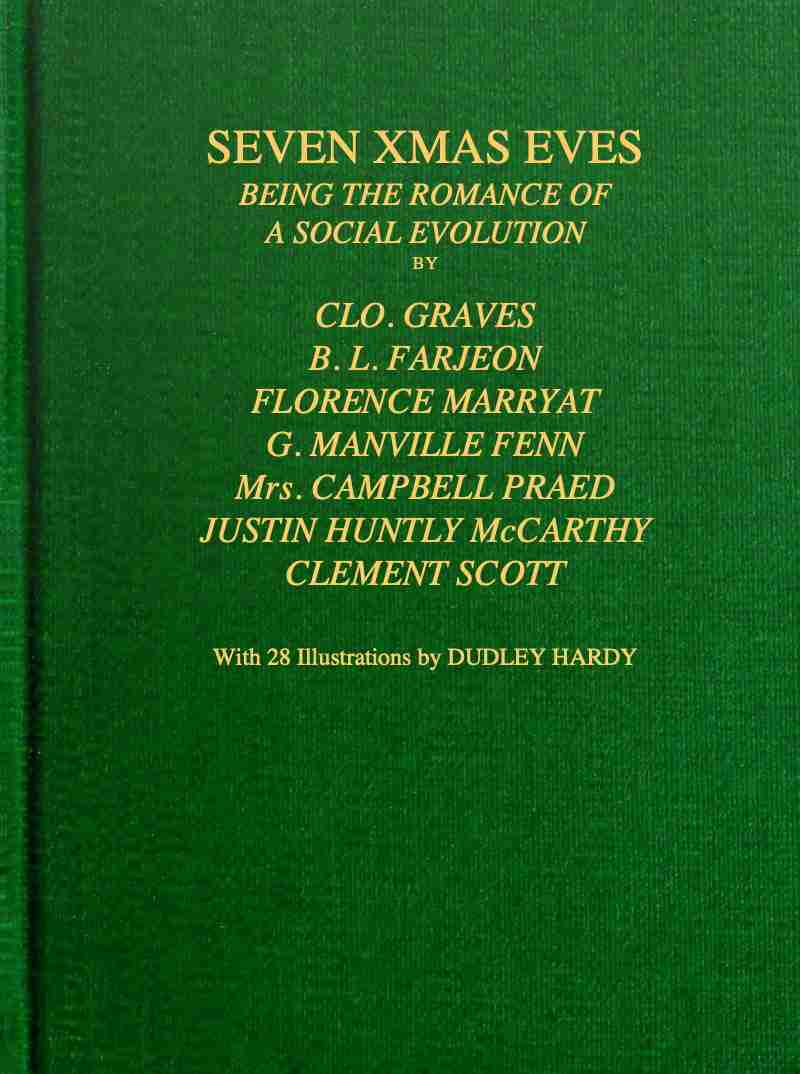 SEVEN XMAS EVES
BEING THE ROMANCE OF
A SOCIAL EVOLUTION
BY
CLO. GRAVES
B. L. FARJEON
FLORENCE MARRYAT
G. MANVILLE FENN
Mrs. CAMPBELL PRAED
JUSTIN HUNTLY McCARTHY
CLEMENT SCOTT
With 28 Illustrations by DUDLEY HARDY